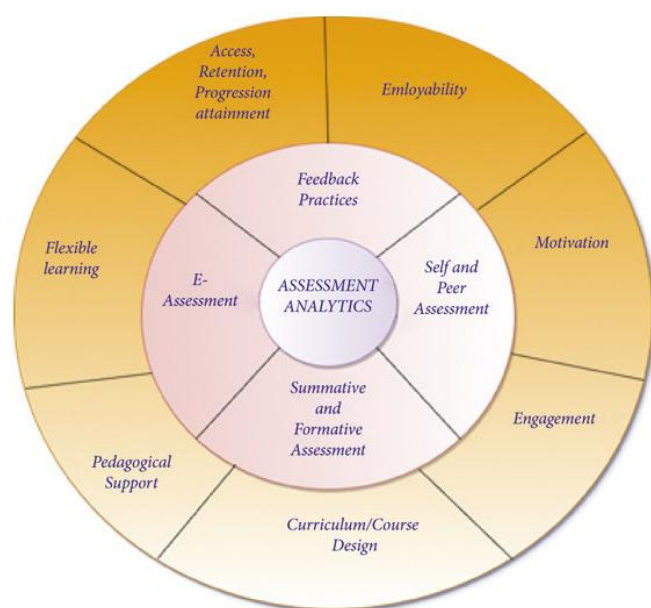 Access,
Retention,
Progression
attainment
Emloyability
Feedback
Practices
Flexible
learning
E-
Assessment
ASSESSMENT
ANALYTICS
Self and
Peer
Assessment
Motivation
Summative
and
Formative
Assessment
Engagement
Pedagogical
Support
Curriculum/Course
Design